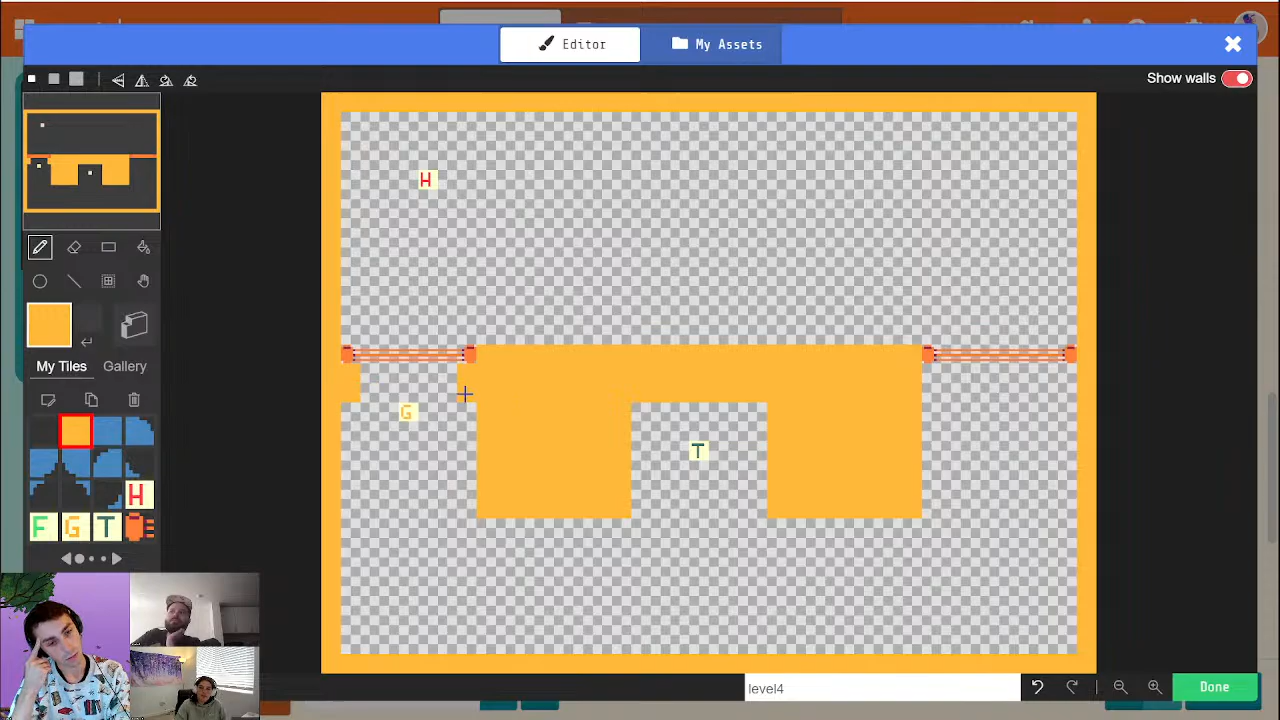 Editor
My Assets
Show walls
H
G
T
My Tiles
Gallery
H
F G T
level4
Done